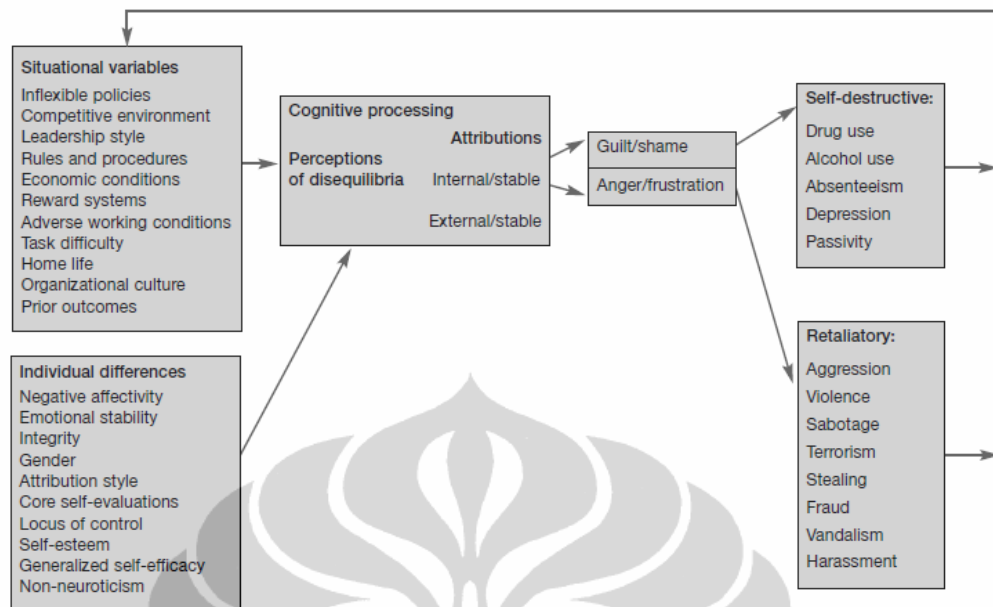 Situational variables
Inflexible policies
Competitive environment
Leadership style
Rules and procedures
Economic conditions
Reward systems
Adverse working conditions
Task difficulty
Home life
Organizational culture
Prior outcomes
Individual differences
Negative affectivity
Emotional stability
Integrity
Gender
Attribution style
Core self-evaluations
Locus of control
Self-esteem
Generalized self-efficacy
Non-neuroticism
Cognitive processing
Attributions
Perceptions
of disequilibria
Internal/stable
External/stable
Guilt/shame
Anger/frustration
Self-destructive:
Drug use
Alcohol use
Absenteeism
Depression
Passivity
Retaliatory:
Aggression
Violence
Sabotage
Terrorism
Stealing
Fraud
Vandalism
Harassment